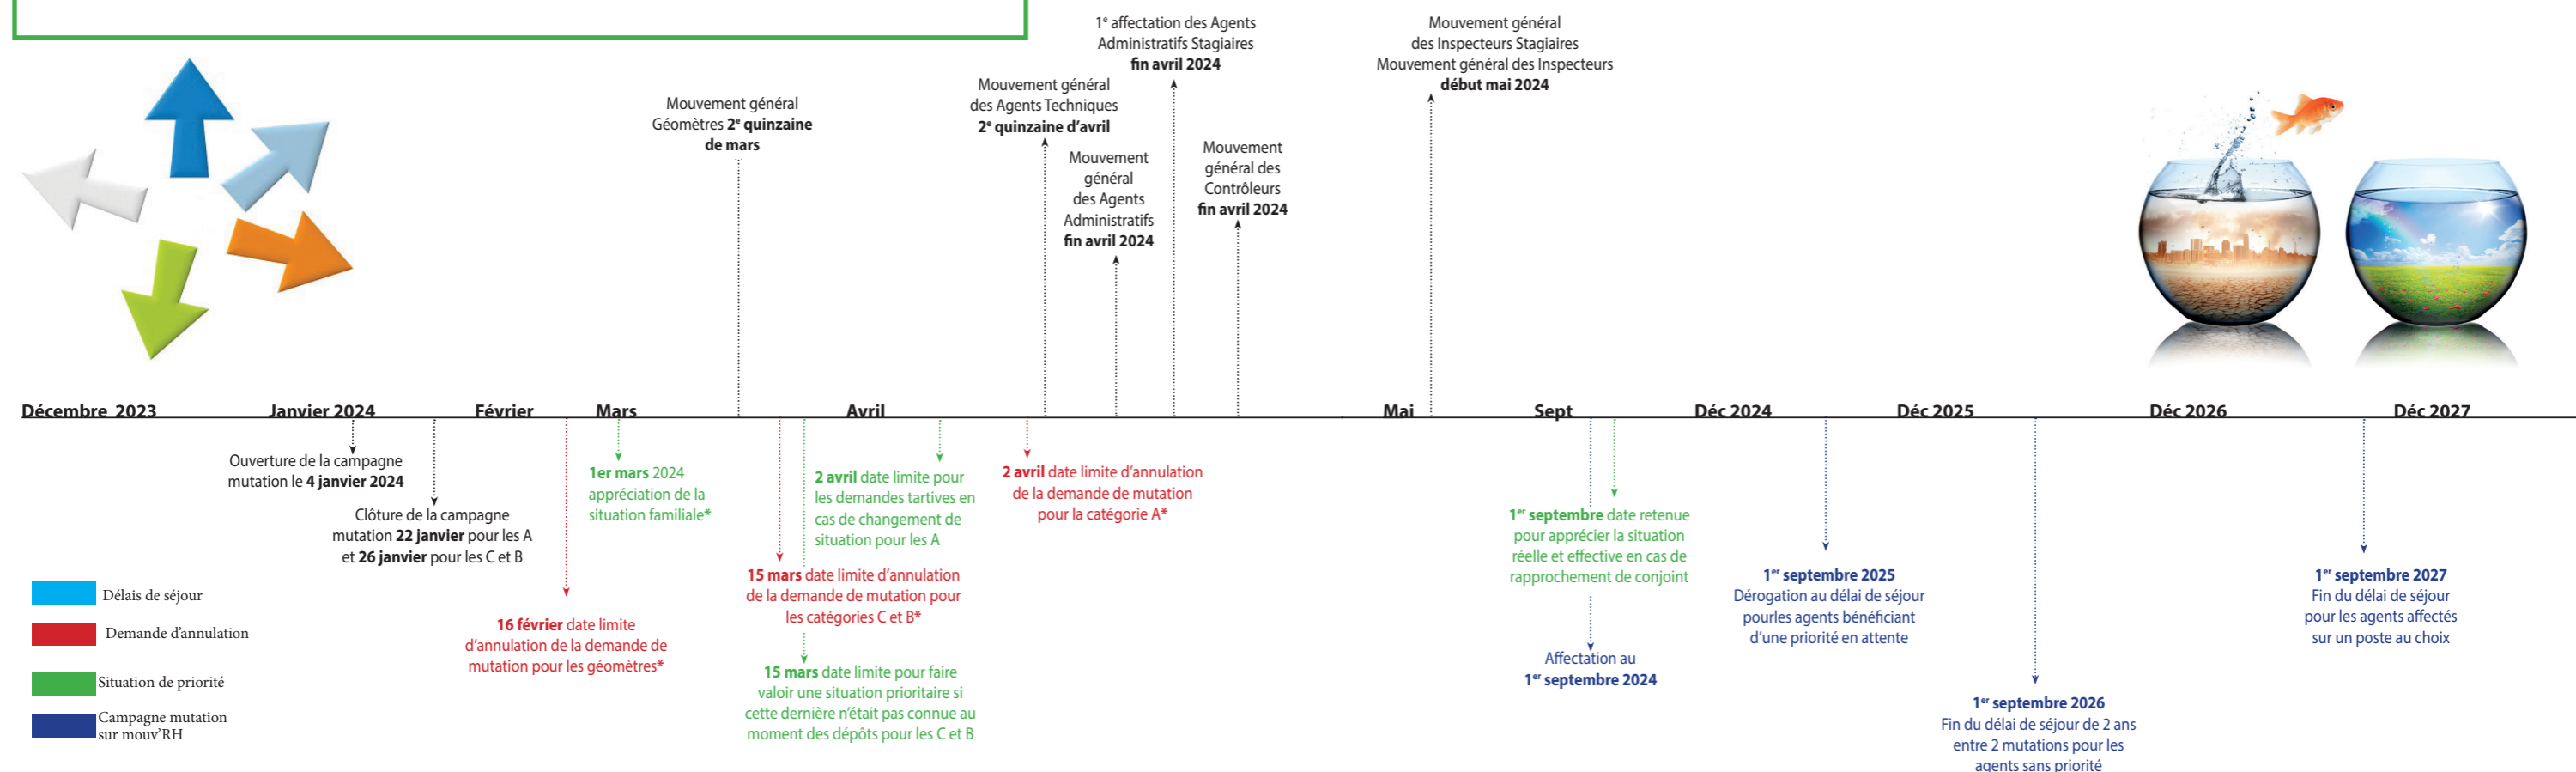 1e affectation des Agents
Administratifs Stagiaires
fin avril 2024
Mouvement général
des Inspecteurs Stagiaires
Mouvement général des Inspecteurs
début mai 2024
Mouvement général
Géomètres 2e quinzaine
de mars
Mouvement général
des Agents Techniques
2e quinzaine d'avril
Mouvement
général
des Agents
Administratifs
fin avril 2024
Mouvement
général des
Contrôleurs
fin avril 2024
Décembre 2023
Janvier 2024
Février
Mars
Avril
Mai
Sept
Déc 2024
Déc 2025
Déc 2026
Déc 2027
Ouverture de la campagne
mutation le 4 janvier 2024
Clôture de la campagne
mutation 22 janvier pour les A
et 26 janvier pour les C et B
16 février date limite
d'annulation de la demande de
mutation pour les géomètres*
1er mars 2024
appréciation de la
situation familiale*
15 mars date limite d'annulation
de la demande de mutation pour
les catégories C et B*
15 mars date limite pour faire
valoir une situation prioritaire si
cette dernière n'était pas connue au
moment des dépôts pour les C et B
2 avril date limite pour
les demandes tartives en
cas de changement de
situation pour les A
2 avril date limite d'annulation
de la demande de mutation
pour la catégorie A*
1er septembre date retenue
pour apprécier la situation
réelle et effective en cas de
rapprochement de conjoint
Affectation au
1er septembre 2024
1er septembre 2025
Dérogation au délai de séjour
pourles agents bénéficiant
d'une priorité en attente
1er septembre 2026
Fin du délai de séjour de 2 ans
entre 2 mutations pour les
agents sans priorité
1er septembre 2027
Fin du délai de séjour
pour les agents affectés
sur un poste au choix
Délais de séjour
Demande d'annulation
Situation de priorité
Campagne mutation
sur mouv'RH